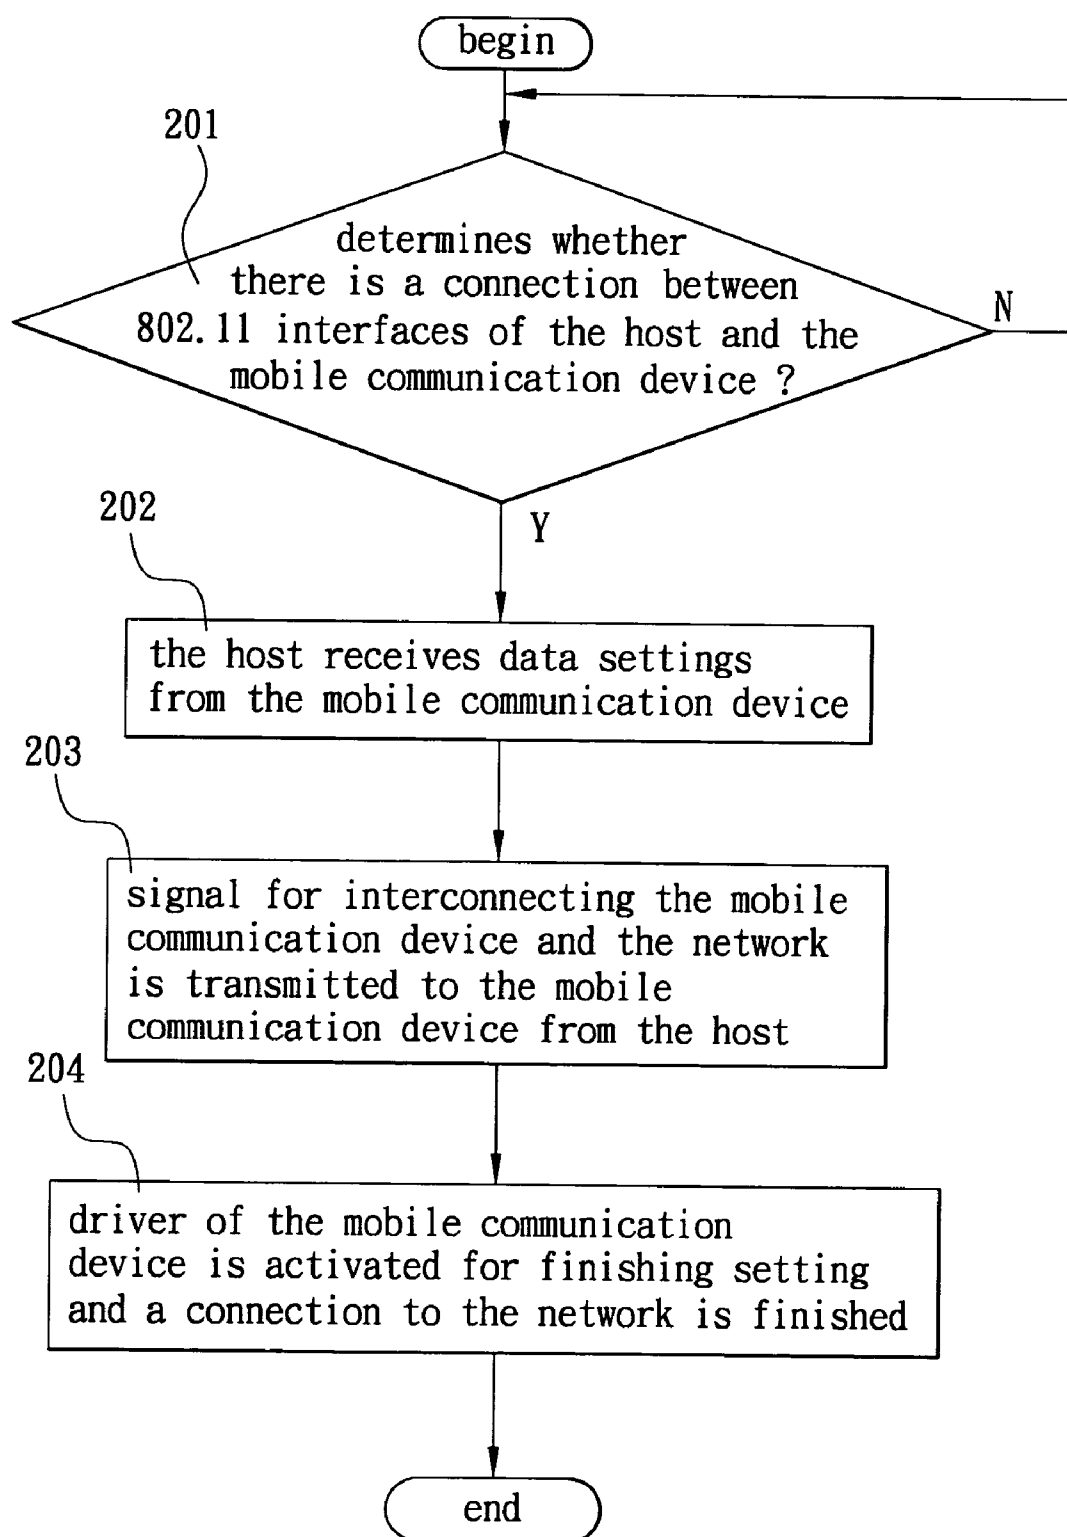 begin
201
determines whether
there is a connection between
802.11 interfaces of the host and the
mobile communication device ?
N
Y
202
the host receives data settings
from the mobile communication device
203
signal for interconnecting the mobile
communication device and the network
is transmitted to the mobile
communication device from the host
204
driver of the mobile communication
device is activated for finishing setting
and a connection to the network is finished
end